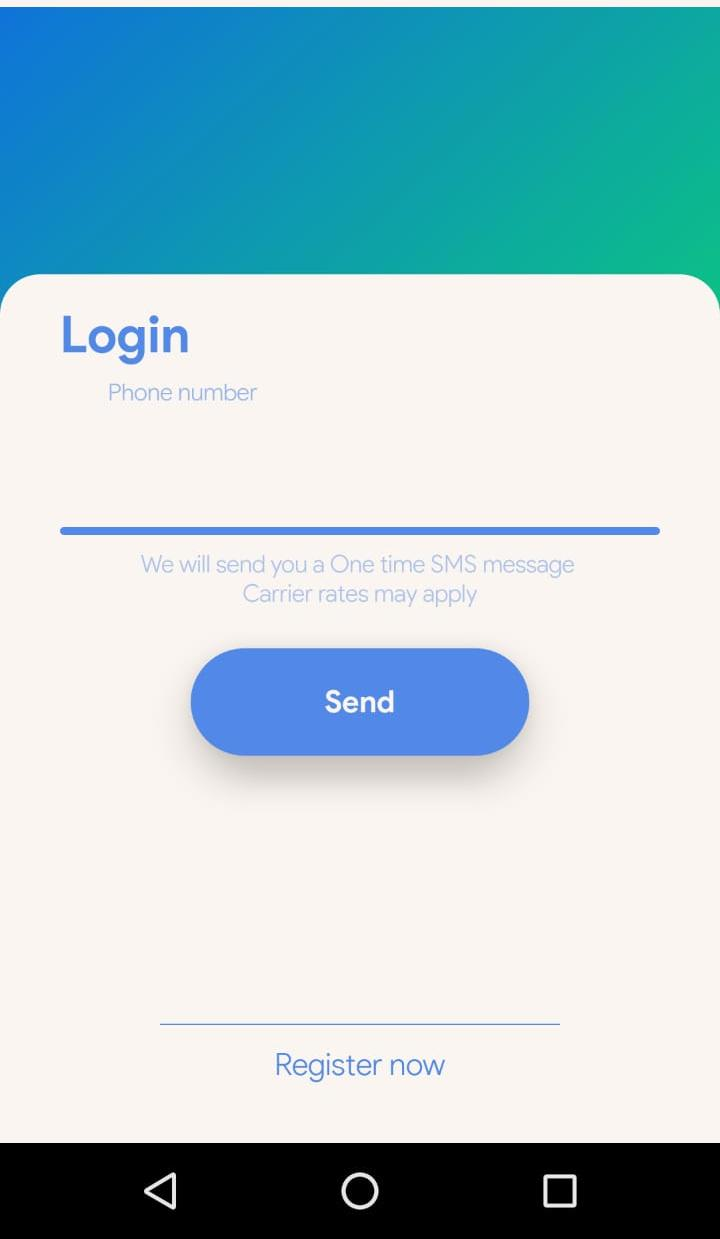 Login
Phone number
We will send you a One time SMS message
Carrier rates may apply
Send
Register now